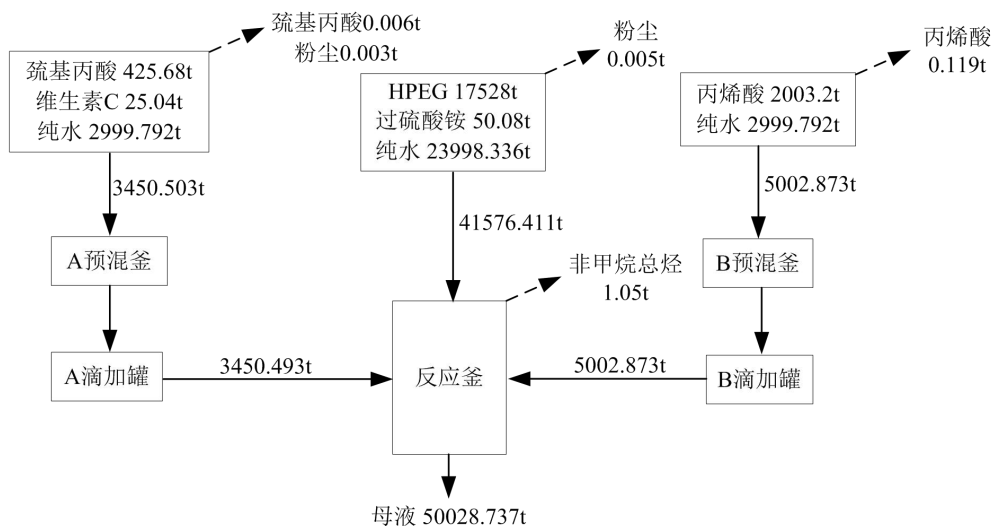 巯基丙酸0.006t
粉尘0.003t
粉尘
0.005t
丙烯酸
0.119t
巯基丙酸 425.68t
维生素C 25.04t
纯水 2999.792t
HPEG 17528t
过硫酸铵 50.08t
纯水 23998.336t
丙烯酸 2003.2t
纯水 2999.792t
3450.503t
41576.411t
5002.873t
A预混釜
非甲烷总烃
1.05t
B预混釜
A滴加罐
3450.493t
反应釜
5002.873t
B滴加罐
母液 50028.737t